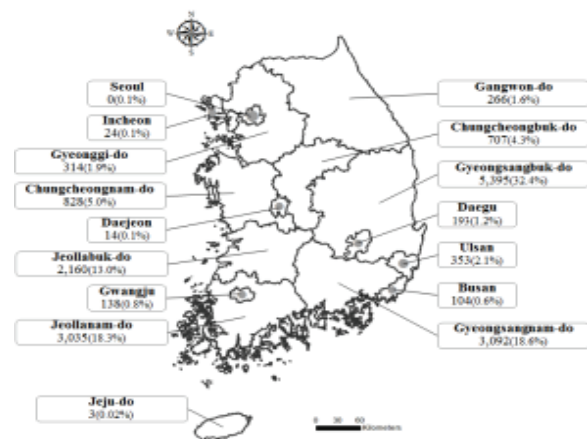 N
W
E
S
Seoul
0(0.1%)
Incheon
24(0.1%)
Gyeonggi-do
314(1.9%)
Chungcheongnam-do
828(5.0%)
Daejeon
14(0.1%)
Jeollabuk-do
2,160(13.0%)
Gwangju
138(0.8%)
Jeollanam-do
3,035(18.3%)
Jeju-do
3(0.02%)
Gangwon-do
266(1.6%)
Chungcheongbuk-do
707(4.3%)
Gyeongsangbuk-do
5,395(32.4%)
Daegu
193(1.2%)
Ulsan
353(2.1%)
Busan
104(0.6%)
Gyeongsangnam-do
3,092(18.6%)
0 30 60
Kilometers